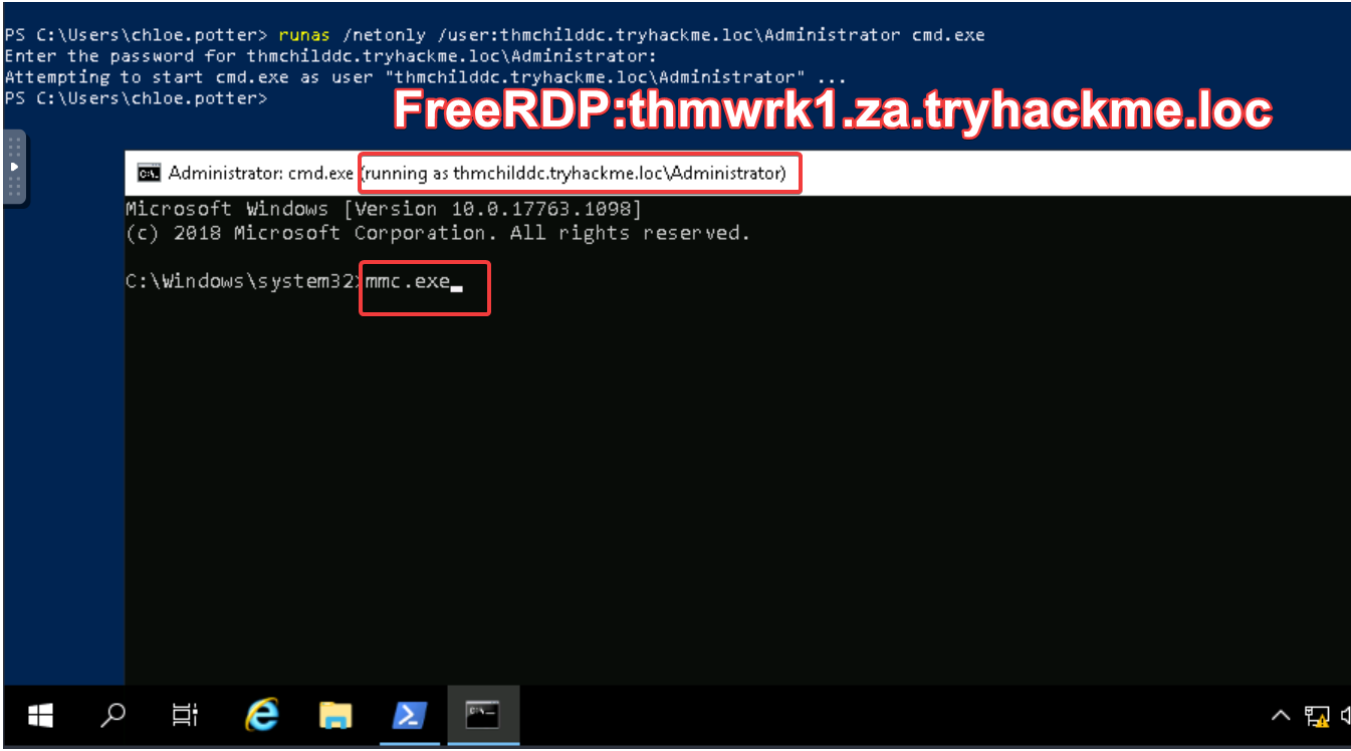 PS C:\Users\chloe.potter> runas /netonly /user:thmchilddc.tryhackme.loc\Administrator cmd.exe
Enter the password for thmchilddc.tryhackme.loc\Administrator:
Attempting to start cmd.exe as user "thmchilddc.tryhackme.loc\Administrator" ...
PS C:\Users\chloe.potter>
FreeRDP:thmwrk1.za.tryhackme.loc
Administrator: cmd.exe (running as thmchilddc.tryhackme.loc\Administrator)
Microsoft Windows [Version 10.0.17763.1098]
(c) 2018 Microsoft Corporation. All rights reserved.
C:\Windows\system32>mmc.exe